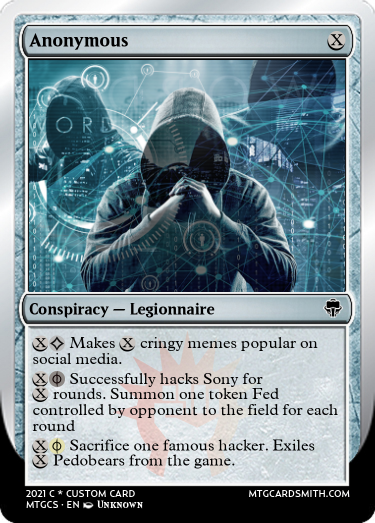 Anonymous X
ORD
Conspiracy — Legionnaire
X Makes X cringy memes popular on
social media.
X Successfully hacks Sony for
X rounds. Summon one token Fed
controlled by opponent to the field for each
round
X Sacrifice one famous hacker. Exiles
X Pedobears from the game.
2021 C * CUSTOM CARD
MTGCS · EN Unknown
MTGCARDSMITH.COM